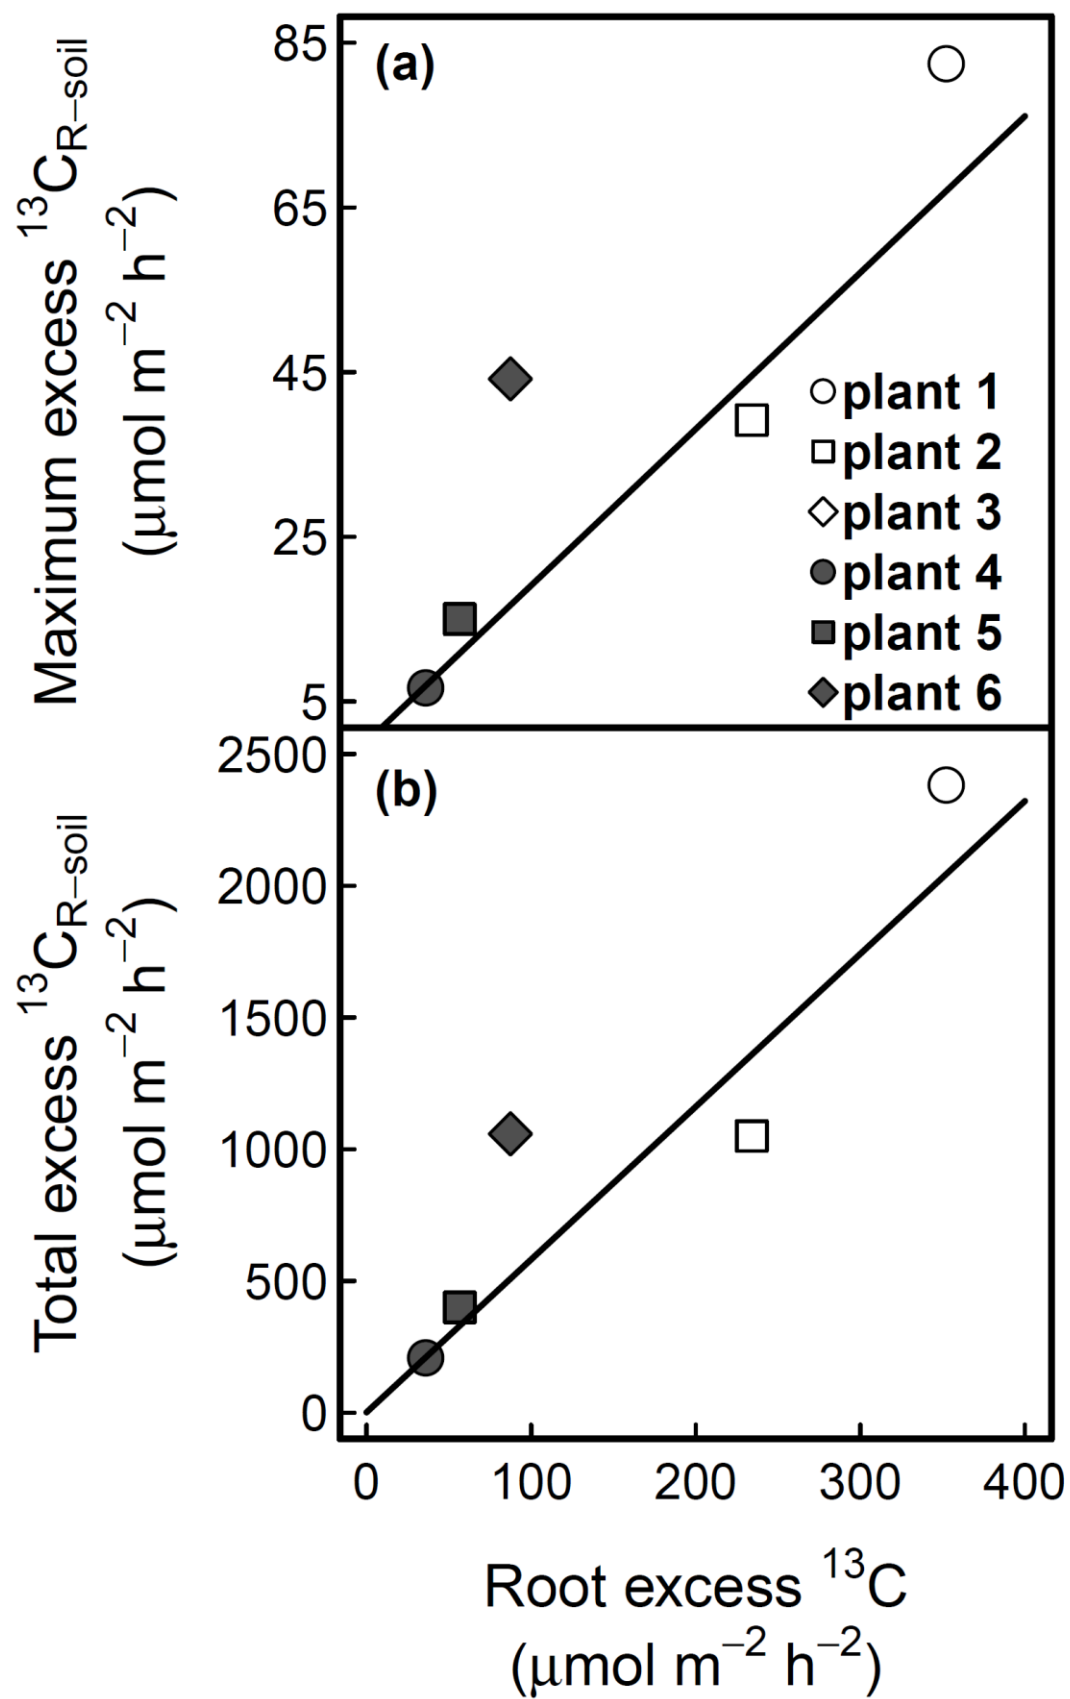 (a)
85
65
45
25
5
Maximum excess ¹³C_R–soil
(μmol m⁻² h⁻²)
plant 1
plant 2
plant 3
plant 4
plant 5
plant 6
(b)
2500
2000
1500
1000
500
0
Total excess ¹³C_R–soil
(μmol m⁻² h⁻²)
0 100 200 300 400
Root excess ¹³C
(μmol m⁻² h⁻²)